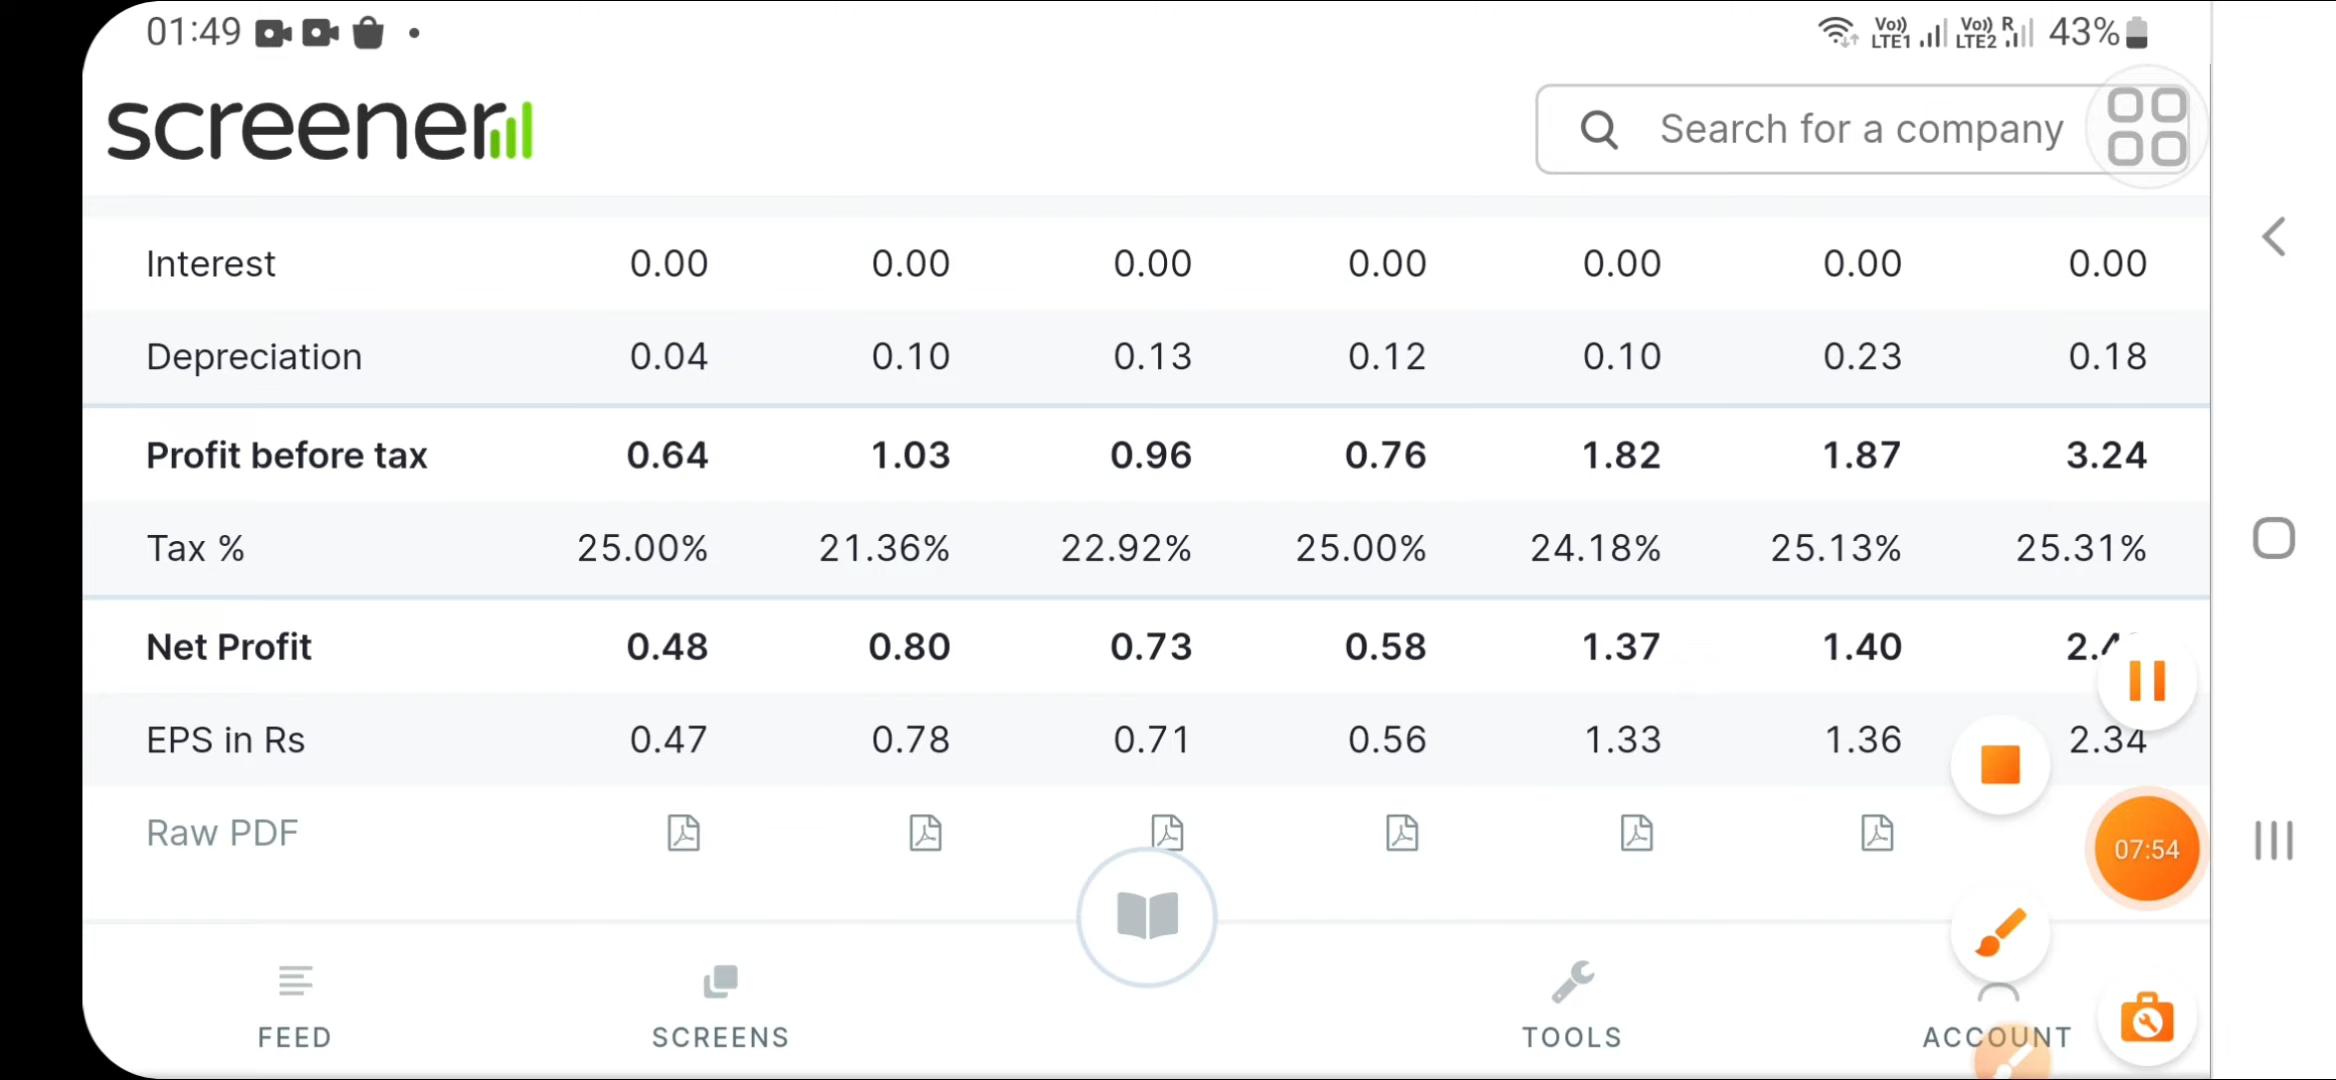 01:49 Vo)) LTE1 Vo)) LTE2 R 43%
screener Search for a company
Interest 0.00 0.00 0.00 0.00 0.00 0.00 0.00
Depreciation 0.04 0.10 0.13 0.12 0.10 0.23 0.18
Profit before tax 0.64 1.03 0.96 0.76 1.82 1.87 3.24
Tax % 25.00% 21.36% 22.92% 25.00% 24.18% 25.13% 25.31%
Net Profit 0.48 0.80 0.73 0.58 1.37 1.40
EPS in Rs 0.47 0.78 0.71 0.56 1.33 1.36 2.34
Raw PDF
07:54
FEED SCREENS TOOLS ACCOUNT